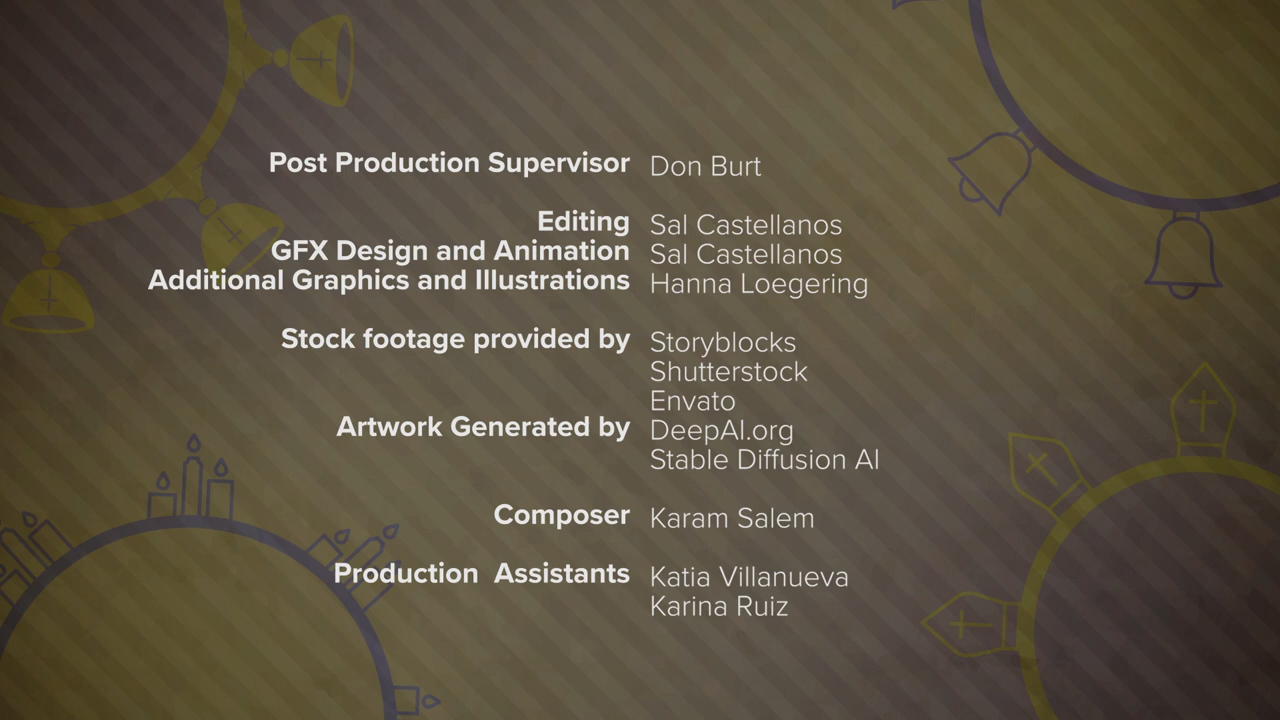 Post Production Supervisor Don Burt
Editing Sal Castellanos
GFX Design and Animation Sal Castellanos
Additional Graphics and Illustrations Hanna Loegering
Stock footage provided by Storyblocks
Shutterstock
Envato
Artwork Generated by DeepAI.org
Stable Diffusion AI
Composer Karam Salem
Production Assistants Katia Villanueva
Karina Ruiz